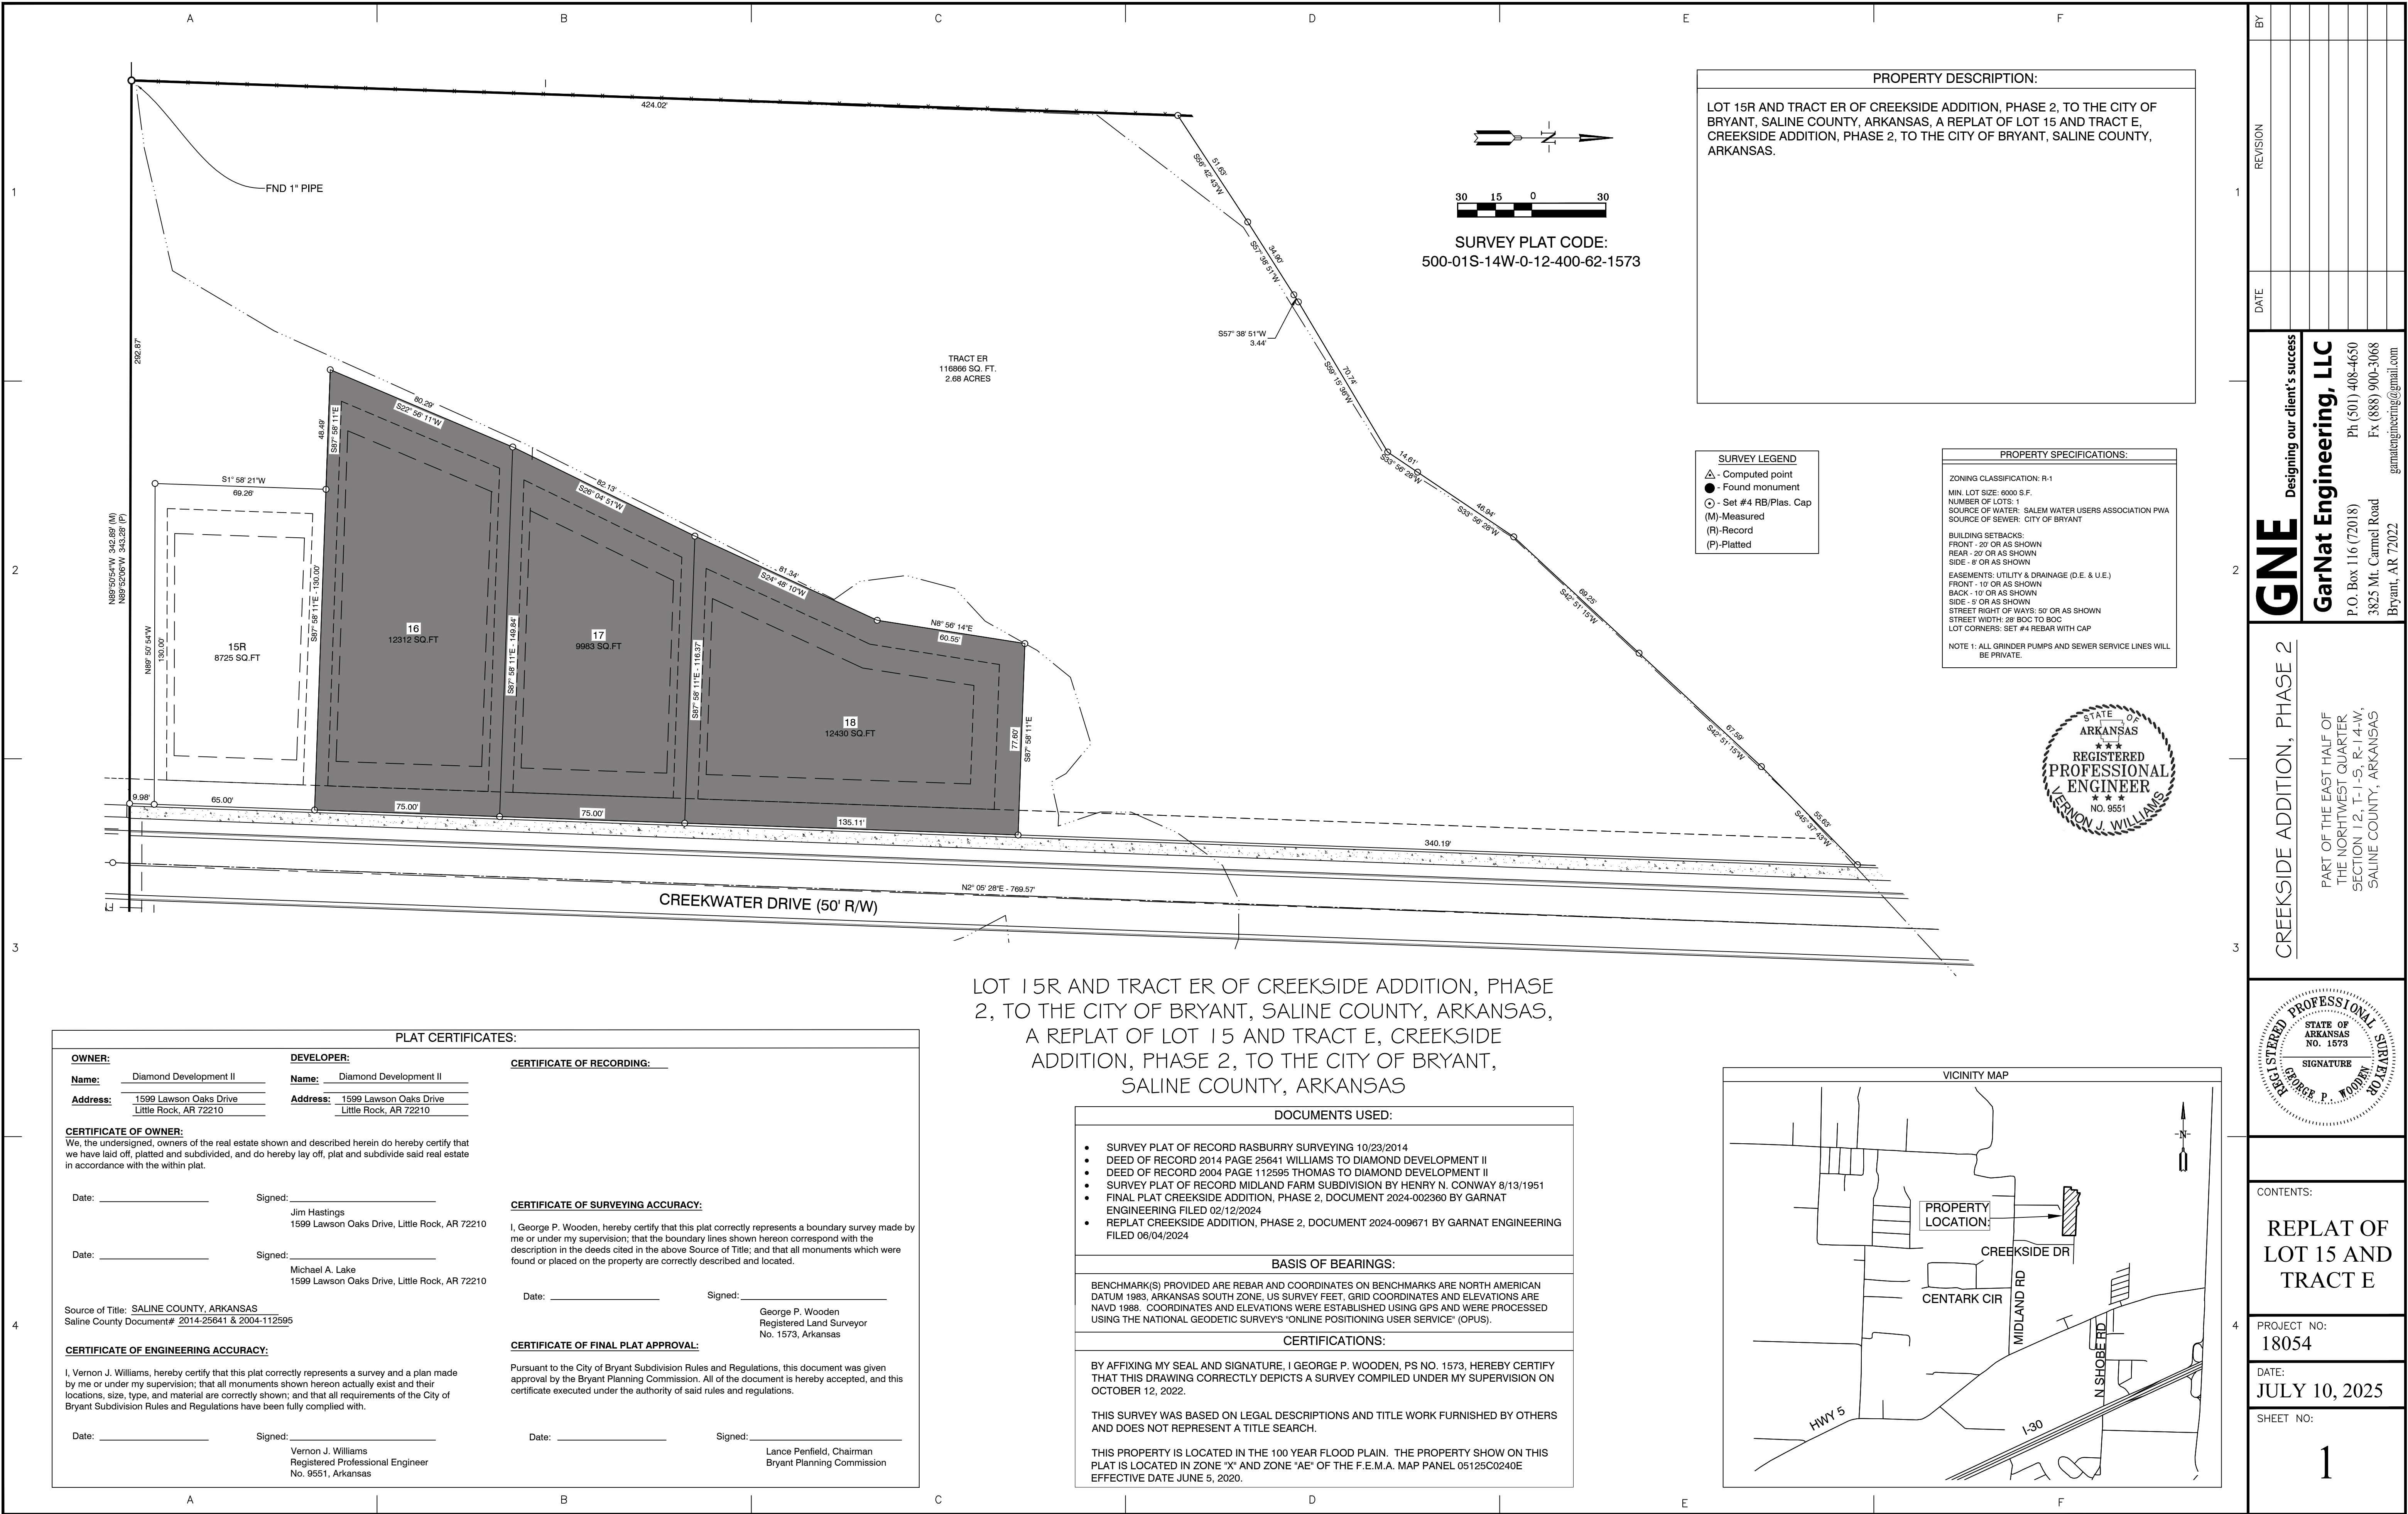 A
B
C
D
E
F
424.02'
FND 1" PIPE
292.87'
51.63'
S56° 42' 43"W
34.90'
S57° 38' 51"W
S57° 38' 51"W
3.44'
70.74'
S59° 15' 36"W
14.61'
S33° 56' 28"W
46.94'
S33° 56' 28"W
69.25'
S42° 51' 15"W
67.59'
S42° 51' 15"W
55.63'
S45° 37' 43"W
TRACT ER
116866 SQ. FT.
2.68 ACRES
80.29'
S22° 56' 11"W
48.49'
S87° 58' 11"E
82.13'
S26° 04' 51"W
81.34'
S24° 48' 10"W
N8° 56' 14"E
60.55'
S1° 58' 21"W
69.26'
N89°50'54"W 342.89' (M)
N89°52'06"W 343.28' (P)
N89° 50' 54"W
130.00'
15R
8725 SQ.FT
S87° 58' 11"E - 130.00'
16
12312 SQ.FT
S87° 58' 11"E - 149.84'
17
9983 SQ.FT
S87° 58' 11"E - 116.37'
18
12430 SQ.FT
77.60'
S87° 58' 11"E
9.98'
65.00'
75.00'
75.00'
135.11'
340.19'
N2° 05' 28"E - 769.57'
CREEKWATER DRIVE (50' R/W)
N
30 15 0 30
SURVEY PLAT CODE:
500-01S-14W-0-12-400-62-1573
PROPERTY DESCRIPTION:
LOT 15R AND TRACT ER OF CREEKSIDE ADDITION, PHASE 2, TO THE CITY OF
BRYANT, SALINE COUNTY, ARKANSAS, A REPLAT OF LOT 15 AND TRACT E,
CREEKSIDE ADDITION, PHASE 2, TO THE CITY OF BRYANT, SALINE COUNTY,
ARKANSAS.
SURVEY LEGEND
- Computed point
- Found monument
- Set #4 RB/Plas. Cap
(M)-Measured
(R)-Record
(P)-Platted
PROPERTY SPECIFICATIONS:
ZONING CLASSIFICATION: R-1
MIN. LOT SIZE: 6000 S.F.
NUMBER OF LOTS: 1
SOURCE OF WATER: SALEM WATER USERS ASSOCIATION PWA
SOURCE OF SEWER: CITY OF BRYANT
BUILDING SETBACKS:
FRONT - 20' OR AS SHOWN
REAR - 20' OR AS SHOWN
SIDE - 8' OR AS SHOWN
EASEMENTS: UTILITY & DRAINAGE (D.E. & U.E.)
FRONT - 10' OR AS SHOWN
BACK - 10' OR AS SHOWN
SIDE - 5' OR AS SHOWN
STREET RIGHT OF WAYS: 50' OR AS SHOWN
STREET WIDTH: 28' BOC TO BOC
LOT CORNERS: SET #4 REBAR WITH CAP
NOTE 1: ALL GRINDER PUMPS AND SEWER SERVICE LINES WILL
BE PRIVATE.
STATE OF
ARKANSAS
★ ★ ★
REGISTERED
PROFESSIONAL
ENGINEER
★ ★ ★
NO. 9551
VERNON J. WILLIAMS
LOT 15R AND TRACT ER OF CREEKSIDE ADDITION, PHASE
2, TO THE CITY OF BRYANT, SALINE COUNTY, ARKANSAS,
A REPLAT OF LOT 15 AND TRACT E, CREEKSIDE
ADDITION, PHASE 2, TO THE CITY OF BRYANT,
SALINE COUNTY, ARKANSAS
PLAT CERTIFICATES:
OWNER:
Name: Diamond Development II
Address: 1599 Lawson Oaks Drive
Little Rock, AR 72210
DEVELOPER:
Name: Diamond Development II
Address: 1599 Lawson Oaks Drive
Little Rock, AR 72210
CERTIFICATE OF OWNER:
We, the undersigned, owners of the real estate shown and described herein do hereby certify that
we have laid off, platted and subdivided, and do hereby lay off, plat and subdivide said real estate
in accordance with the within plat.
Date: Signed:
Jim Hastings
1599 Lawson Oaks Drive, Little Rock, AR 72210
Date: Signed:
Michael A. Lake
1599 Lawson Oaks Drive, Little Rock, AR 72210
Source of Title: SALINE COUNTY, ARKANSAS
Saline County Document# 2014-25641 & 2004-112595
CERTIFICATE OF ENGINEERING ACCURACY:
I, Vernon J. Williams, hereby certify that this plat correctly represents a survey and a plan made
by me or under my supervision; that all monuments shown hereon actually exist and their
locations, size, type, and material are correctly shown; and that all requirements of the City of
Bryant Subdivision Rules and Regulations have been fully complied with.
Date: Signed:
Vernon J. Williams
Registered Professional Engineer
No. 9551, Arkansas
CERTIFICATE OF RECORDING:
CERTIFICATE OF SURVEYING ACCURACY:
I, George P. Wooden, hereby certify that this plat correctly represents a boundary survey made by
me or under my supervision; that the boundary lines shown hereon correspond with the
description in the deeds cited in the above Source of Title; and that all monuments which were
found or placed on the property are correctly described and located.
Date: Signed:
George P. Wooden
Registered Land Surveyor
No. 1573, Arkansas
CERTIFICATE OF FINAL PLAT APPROVAL:
Pursuant to the City of Bryant Subdivision Rules and Regulations, this document was given
approval by the Bryant Planning Commission. All of the document is hereby accepted, and this
certificate executed under the authority of said rules and regulations.
Date: Signed:
Lance Penfield, Chairman
Bryant Planning Commission
DOCUMENTS USED:
• SURVEY PLAT OF RECORD RASBURRY SURVEYING 10/23/2014
• DEED OF RECORD 2014 PAGE 25641 WILLIAMS TO DIAMOND DEVELOPMENT II
• DEED OF RECORD 2004 PAGE 112595 THOMAS TO DIAMOND DEVELOPMENT II
• SURVEY PLAT OF RECORD MIDLAND FARM SUBDIVISION BY HENRY N. CONWAY 8/13/1951
• FINAL PLAT CREEKSIDE ADDITION, PHASE 2, DOCUMENT 2024-002360 BY GARNAT
ENGINEERING FILED 02/12/2024
• REPLAT CREEKSIDE ADDITION, PHASE 2, DOCUMENT 2024-009671 BY GARNAT ENGINEERING
FILED 06/04/2024
BASIS OF BEARINGS:
BENCHMARK(S) PROVIDED ARE REBAR AND COORDINATES ON BENCHMARKS ARE NORTH AMERICAN
DATUM 1983, ARKANSAS SOUTH ZONE, US SURVEY FEET, GRID COORDINATES AND ELEVATIONS ARE
NAVD 1988. COORDINATES AND ELEVATIONS WERE ESTABLISHED USING GPS AND WERE PROCESSED
USING THE NATIONAL GEODETIC SURVEY'S "ONLINE POSITIONING USER SERVICE" (OPUS).
CERTIFICATIONS:
BY AFFIXING MY SEAL AND SIGNATURE, I GEORGE P. WOODEN, PS NO. 1573, HEREBY CERTIFY
THAT THIS DRAWING CORRECTLY DEPICTS A SURVEY COMPILED UNDER MY SUPERVISION ON
OCTOBER 12, 2022.
THIS SURVEY WAS BASED ON LEGAL DESCRIPTIONS AND TITLE WORK FURNISHED BY OTHERS
AND DOES NOT REPRESENT A TITLE SEARCH.
THIS PROPERTY IS LOCATED IN THE 100 YEAR FLOOD PLAIN. THE PROPERTY SHOW ON THIS
PLAT IS LOCATED IN ZONE "X" AND ZONE "AE" OF THE F.E.M.A. MAP PANEL 05125C0240E
EFFECTIVE DATE JUNE 5, 2020.
VICINITY MAP
-N-
PROPERTY
LOCATION:
CREEKSIDE DR
CENTARK CIR
MIDLAND RD
N SHOBE RD
HWY 5
I-30
1
2
3
4
1
2
3
4
A
B
C
D
E
F
BY
REVISION
DATE
GNE
Designing our client's success
GarNat Engineering, LLC
P.O. Box 116 (72018) Ph (501) 408-4650
3825 Mt. Carmel Road Fx (888) 900-3068
Bryant, AR 72022 garnatengineering@gmail.com
CREEKSIDE ADDITION, PHASE 2
PART OF THE EAST HALF OF
THE NORHTWEST QUARTER
SECTION 12, T-1-S, R-14-W,
SALINE COUNTY, ARKANSAS
REGISTERED PROFESSIONAL SURVEYOR
STATE OF
ARKANSAS
NO. 1573
SIGNATURE
GEORGE P. WOODEN
CONTENTS:
REPLAT OF
LOT 15 AND
TRACT E
PROJECT NO:
18054
DATE:
JULY 10, 2025
SHEET NO:
1